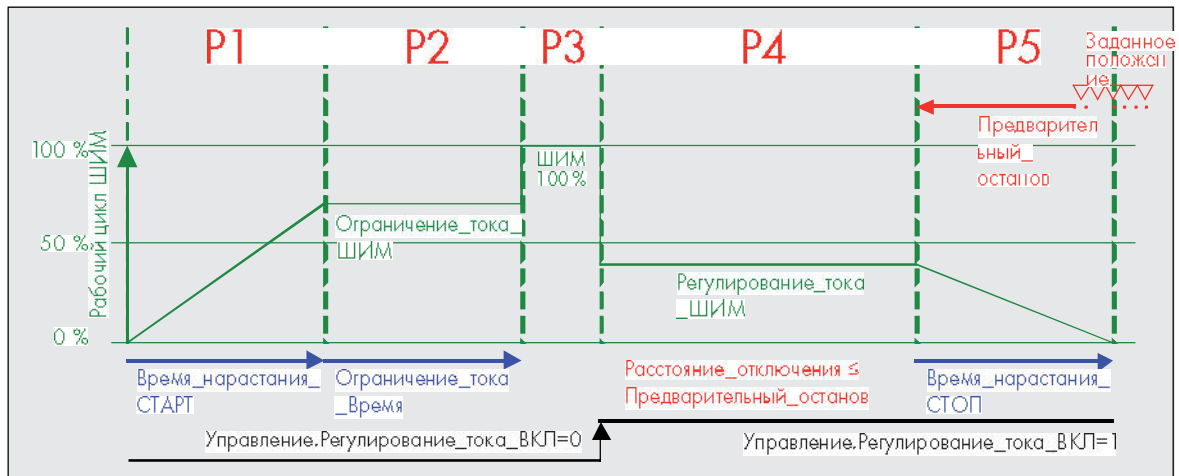 P1 P2 P3 P4 P5
Заданное
положен
ие
Предварител
ьный_
останов
100 %
50 %
0 %
Рабочий цикл ШИМ
ШИМ
100 %
Ограничение_тока_
ШИМ
Регулирование_тока
_ШИМ
Время_нарастания_
СТАРТ
Ограничение_тока
_Время
Расстояние_отключения ≤
Предварительный_останов
Время_нарастания_
СТОП
Управление.Регулирование_тока_ВКЛ=0
Управление.Регулирование_тока_ВКЛ=1